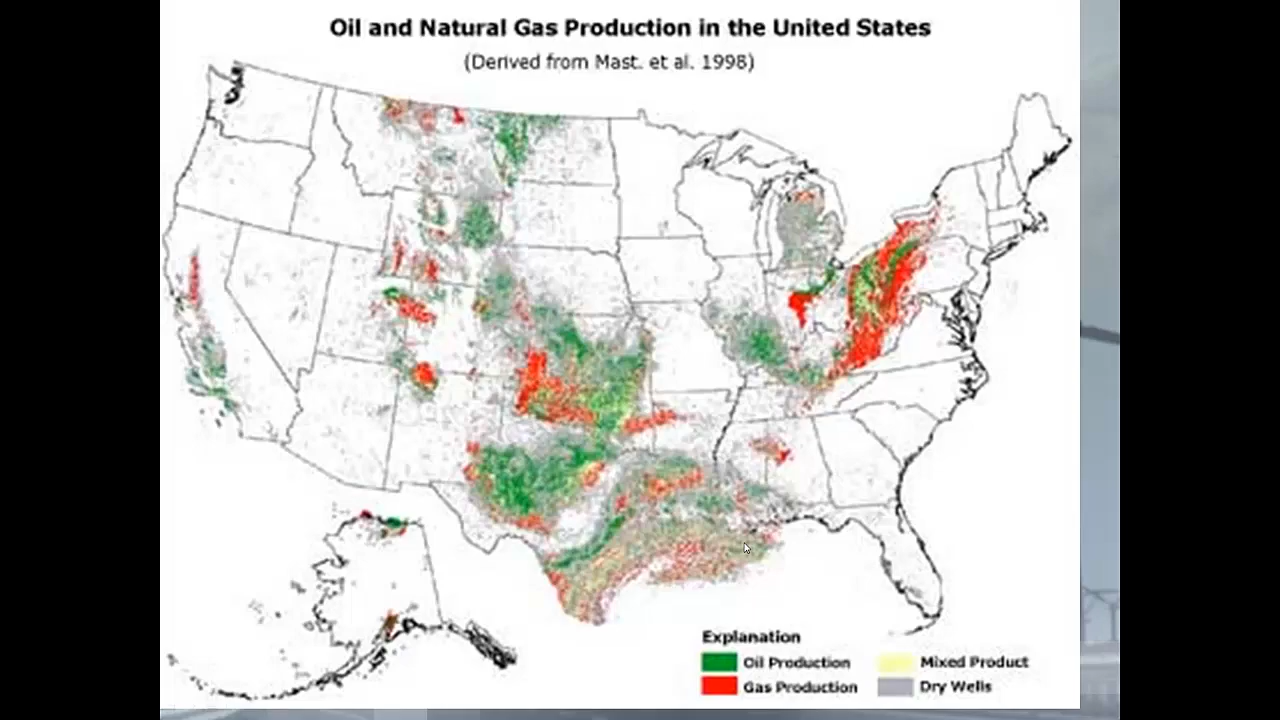 Oil and Natural Gas Production in the United States
(Derived from Mast. et al. 1998)
Explanation
Oil Production
Mixed Product
Gas Production
Dry Wells